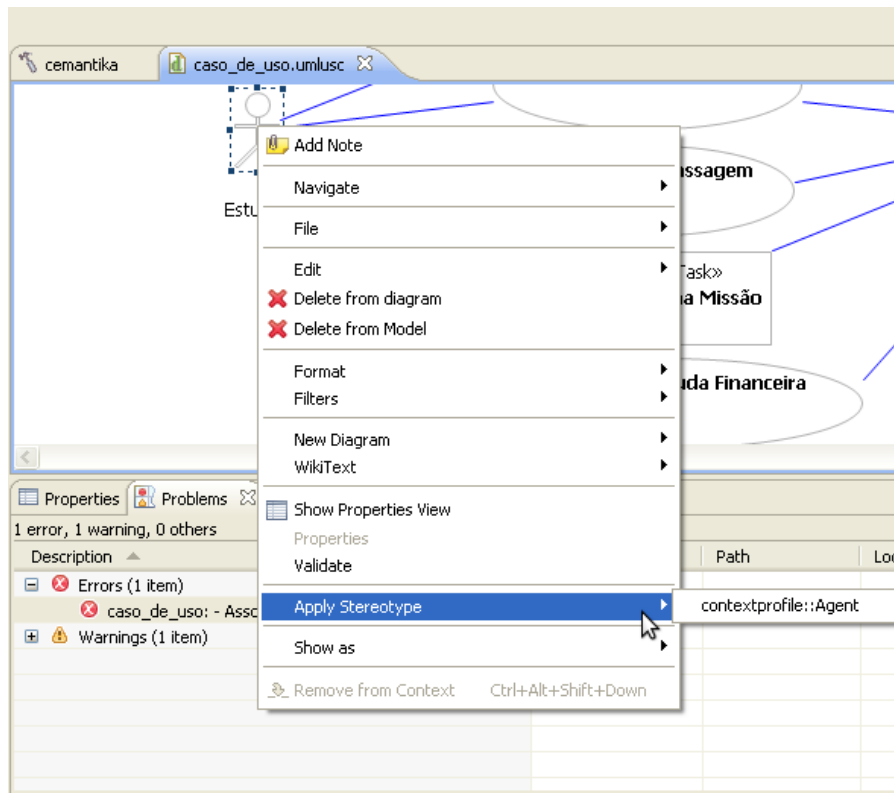 cemantika
caso_de_uso.umlusc
Add Note
ssagem
Navigate
Estu
File
Edit
Task»
Delete from diagram
a Missão
Delete from Model
Format
uda Financeira
Filters
New Diagram
WikiText
Properties
Problems
Show Properties View
1 error, 1 warning, 0 others
Properties
Description
Validate
Path
Loc
Errors (1 item)
Apply Stereotype
contextprofile::Agent
caso_de_uso: - Asso
Warnings (1 item)
Show as
Remove from Context Ctrl+Alt+Shift+Down